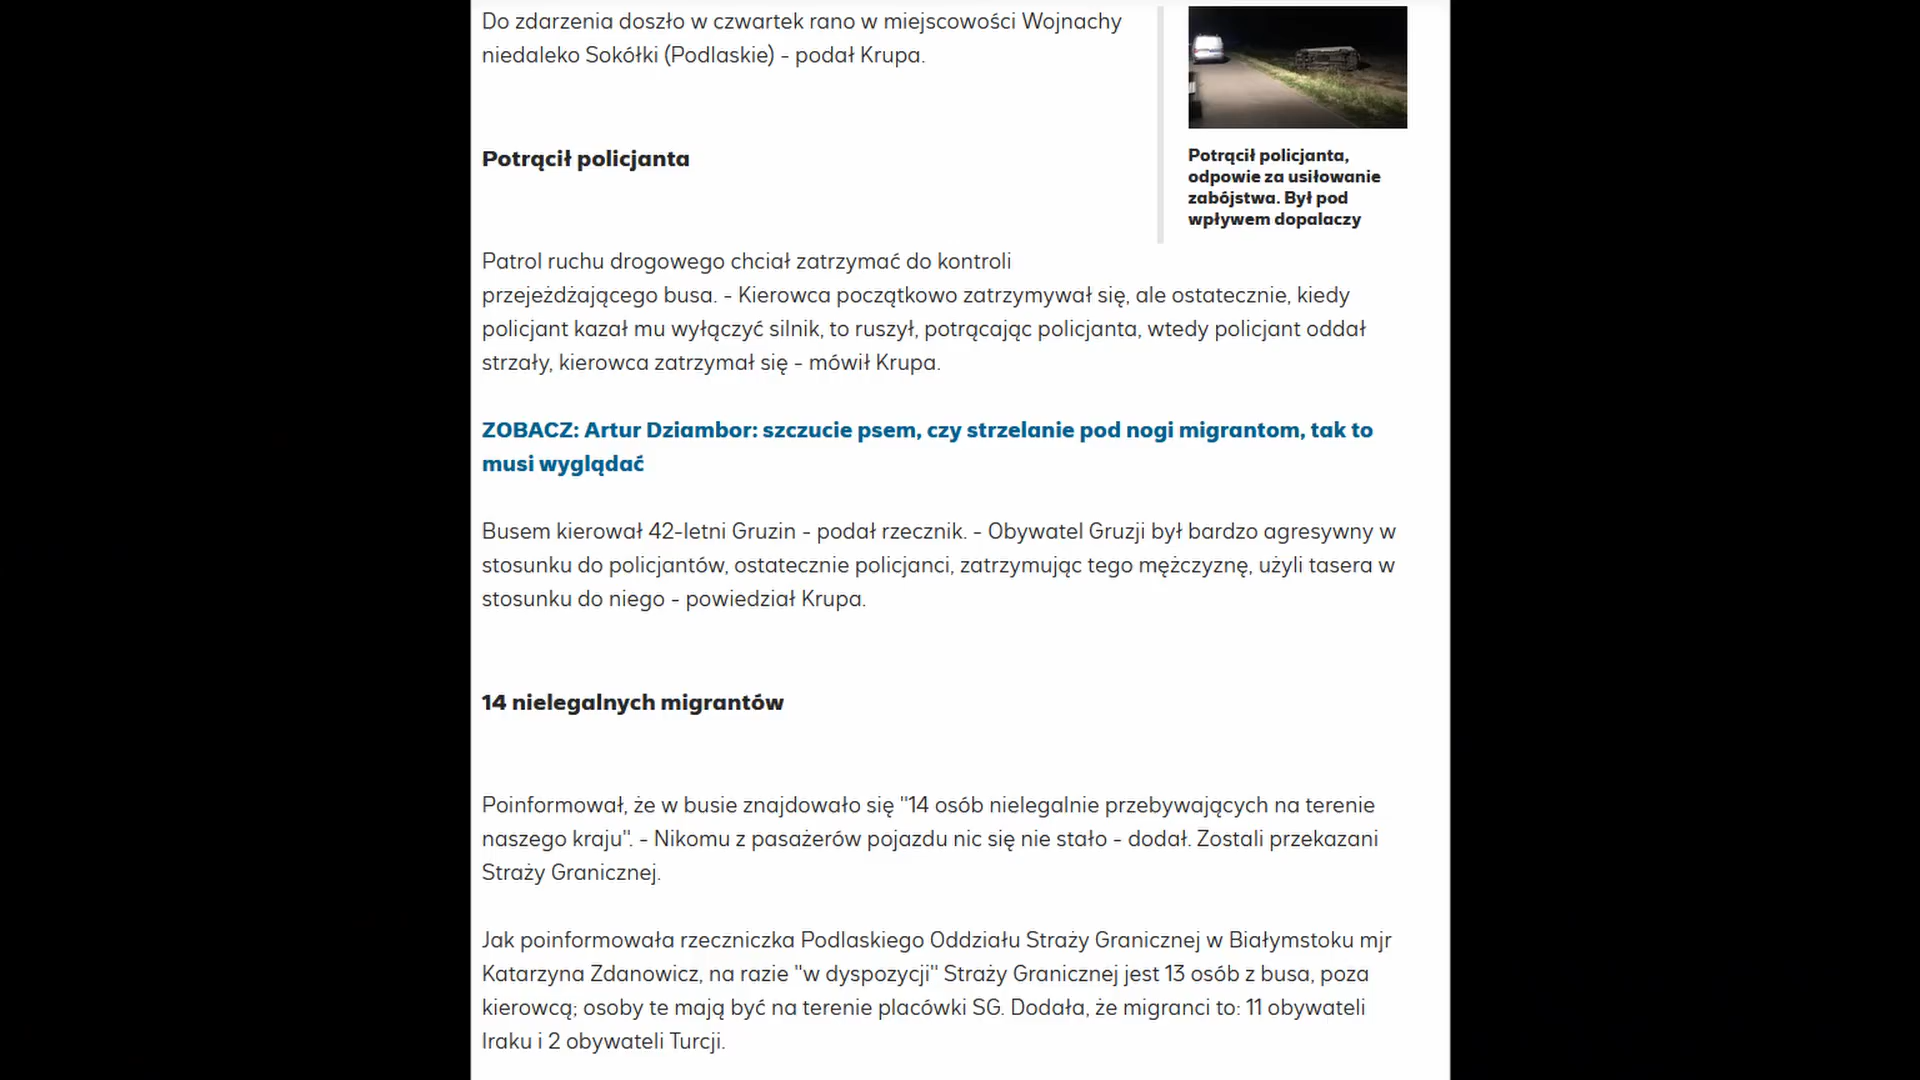 Do zdarzenia doszło w czwartek rano w miejscowości Wojnachy
niedaleko Sokółki (Podlaskie) - podał Krupa.
Potrącił policjanta,
odpowie za usiłowanie
zabójstwa. Był pod
wpływem dopalaczy
Potrącił policjanta
Patrol ruchu drogowego chciał zatrzymać do kontroli
przejeżdżającego busa. - Kierowca początkowo zatrzymywał się, ale ostatecznie, kiedy
policjant kazał mu wyłączyć silnik, to ruszył, potrącając policjanta, wtedy policjant oddał
strzały, kierowca zatrzymał się - mówił Krupa.
ZOBACZ: Artur Dziambor: szczucie psem, czy strzelanie pod nogi migrantom, tak to
musi wyglądać
Busem kierował 42-letni Gruzin - podał rzecznik. - Obywatel Gruzji był bardzo agresywny w
stosunku do policjantów, ostatecznie policjanci, zatrzymując tego mężczyznę, użyli tasera w
stosunku do niego - powiedział Krupa.
14 nielegalnych migrantów
Poinformował, że w busie znajdowało się "14 osób nielegalnie przebywających na terenie
naszego kraju". - Nikomu z pasażerów pojazdu nic się nie stało - dodał. Zostali przekazani
Straży Granicznej.
Jak poinformowała rzeczniczka Podlaskiego Oddziału Straży Granicznej w Białymstoku mjr
Katarzyna Zdanowicz, na razie "w dyspozycji" Straży Granicznej jest 13 osób z busa, poza
kierowcą; osoby te mają być na terenie placówki SG. Dodała, że migranci to: 11 obywateli
Iraku i 2 obywateli Turcji.